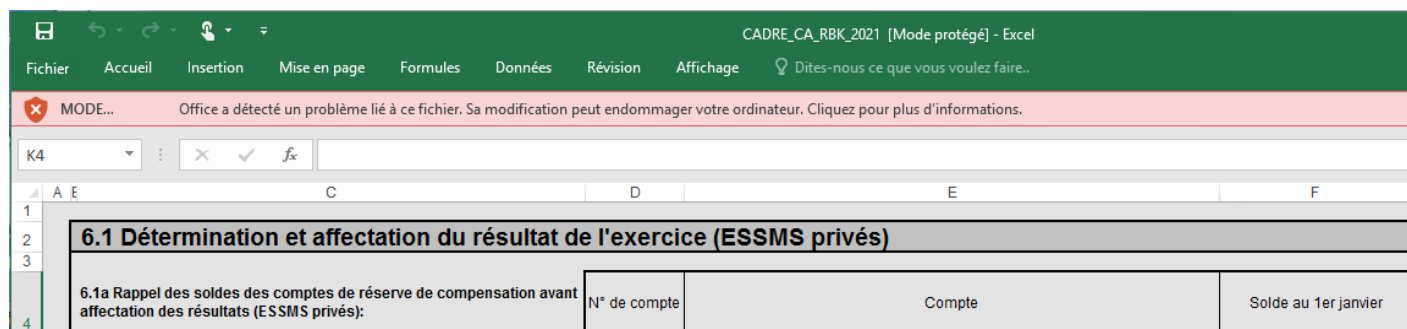 CADRE_CA_RBK_2021 [Mode protégé] - Excel
Fichier Accueil Insertion Mise en page Formules Données Révision Affichage Dites-nous ce que vous voulez faire..
MODE... Office a détecté un problème lié à ce fichier. Sa modification peut endommager votre ordinateur. Cliquez pour plus d'informations.
K4 fx
A B C D E F
1
2 6.1 Détermination et affectation du résultat de l'exercice (ESSMS privés)
3
6.1a Rappel des soldes des comptes de réserve de compensation avant
affectation des résultats (ESSMS privés):
N° de compte Compte Solde au 1er janvier
4